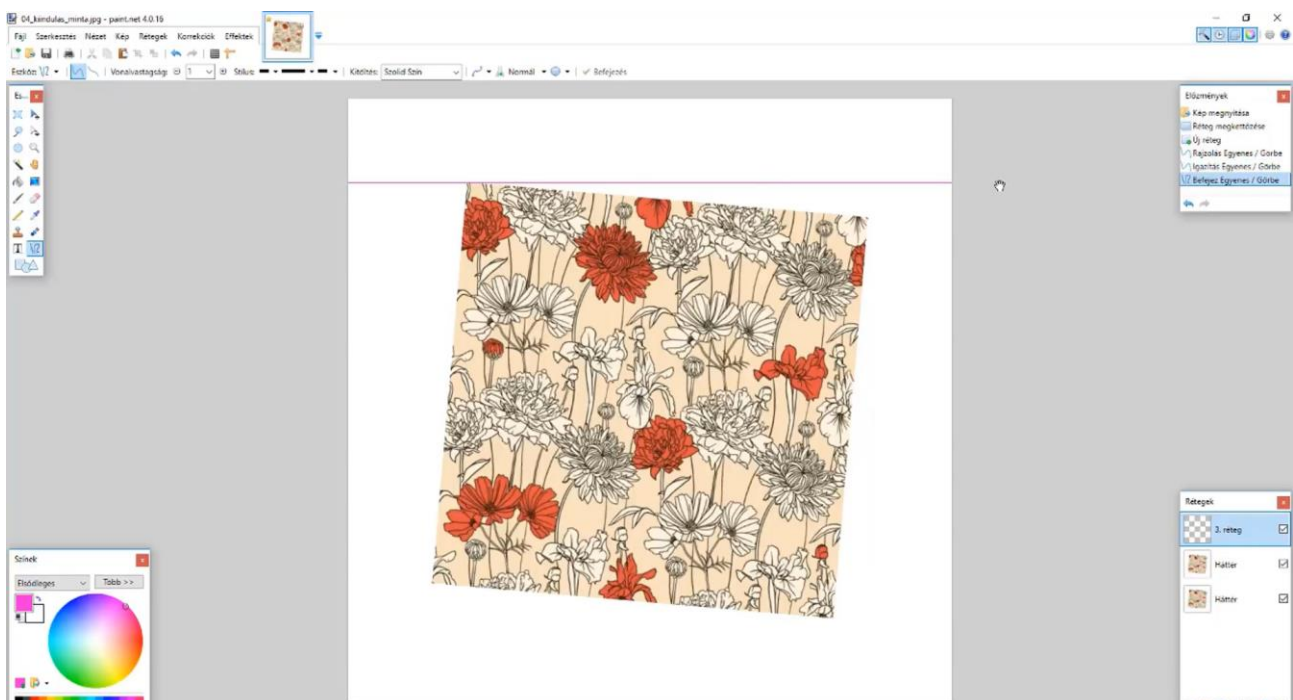 04_kiindulas_minta.jpg - paint.net 4.0.16
Fájl Szerkesztés Nézet Kép Rétegek Korrekciók Effektek
Eszköz: Vonalvastagság: 1 Stílus: Kitöltés: Szolid Szín Normál Befejezés
Es...
Előzmények
Kép megnyitása
Réteg megkettőzése
Új réteg
Rajzolás Egyenes / Görbe
Igazítás Egyenes / Görbe
Befejez Egyenes / Görbe
Rétegek
3. réteg
Háttér
Háttér
Színek
Elsődleges Több >>